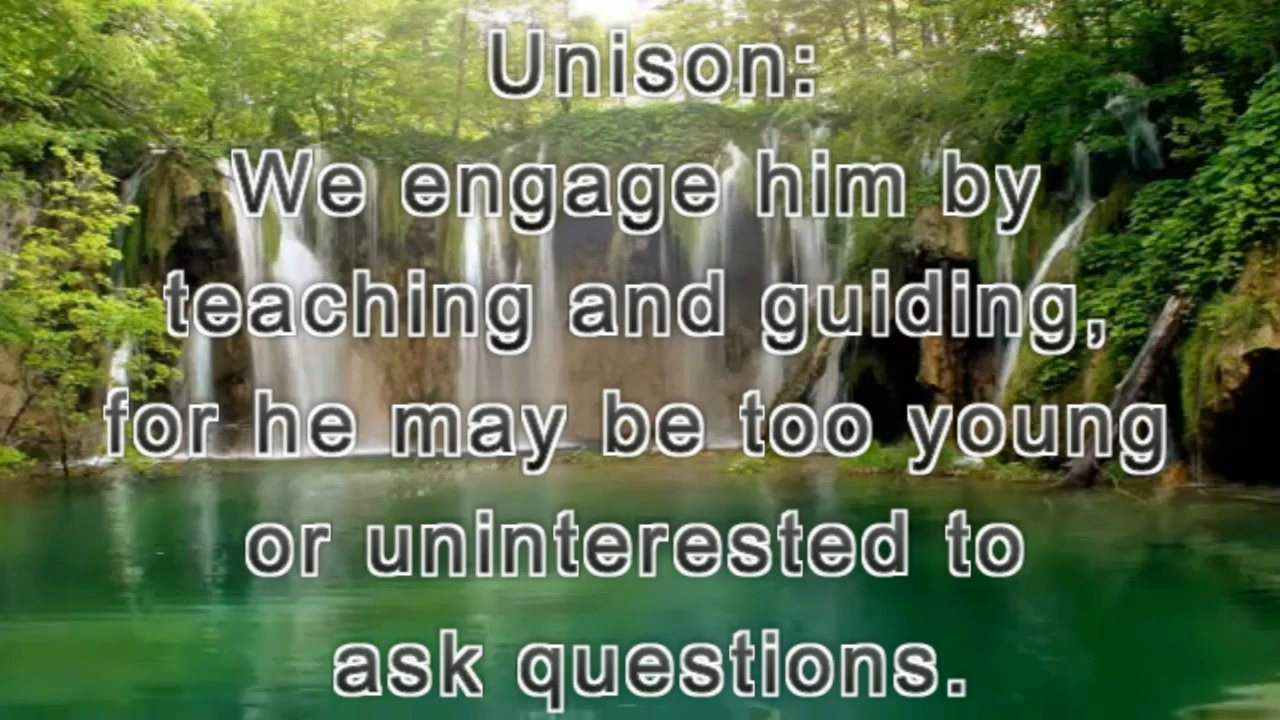 Unison:
We engage him by
teaching and guiding,
for he may be too young
or uninterested to
ask questions.